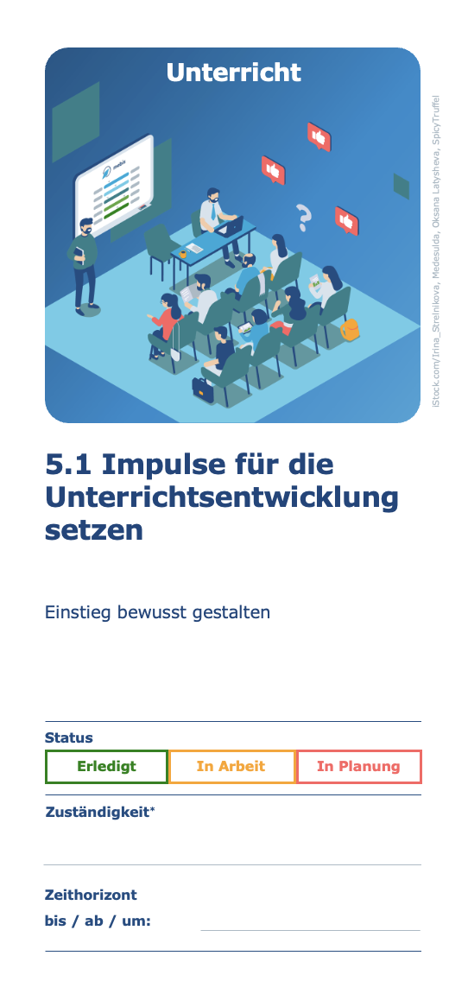 Unterricht
mebis
iStock.com/Irina_Strelnikova, Medesulda, Oksana Latysheva, SpicyTruffel
5.1 Impulse für die
Unterrichtsentwicklung
setzen
Einstieg bewusst gestalten
Status
Erledigt In Arbeit In Planung
Zuständigkeit*
Zeithorizont
bis / ab / um: